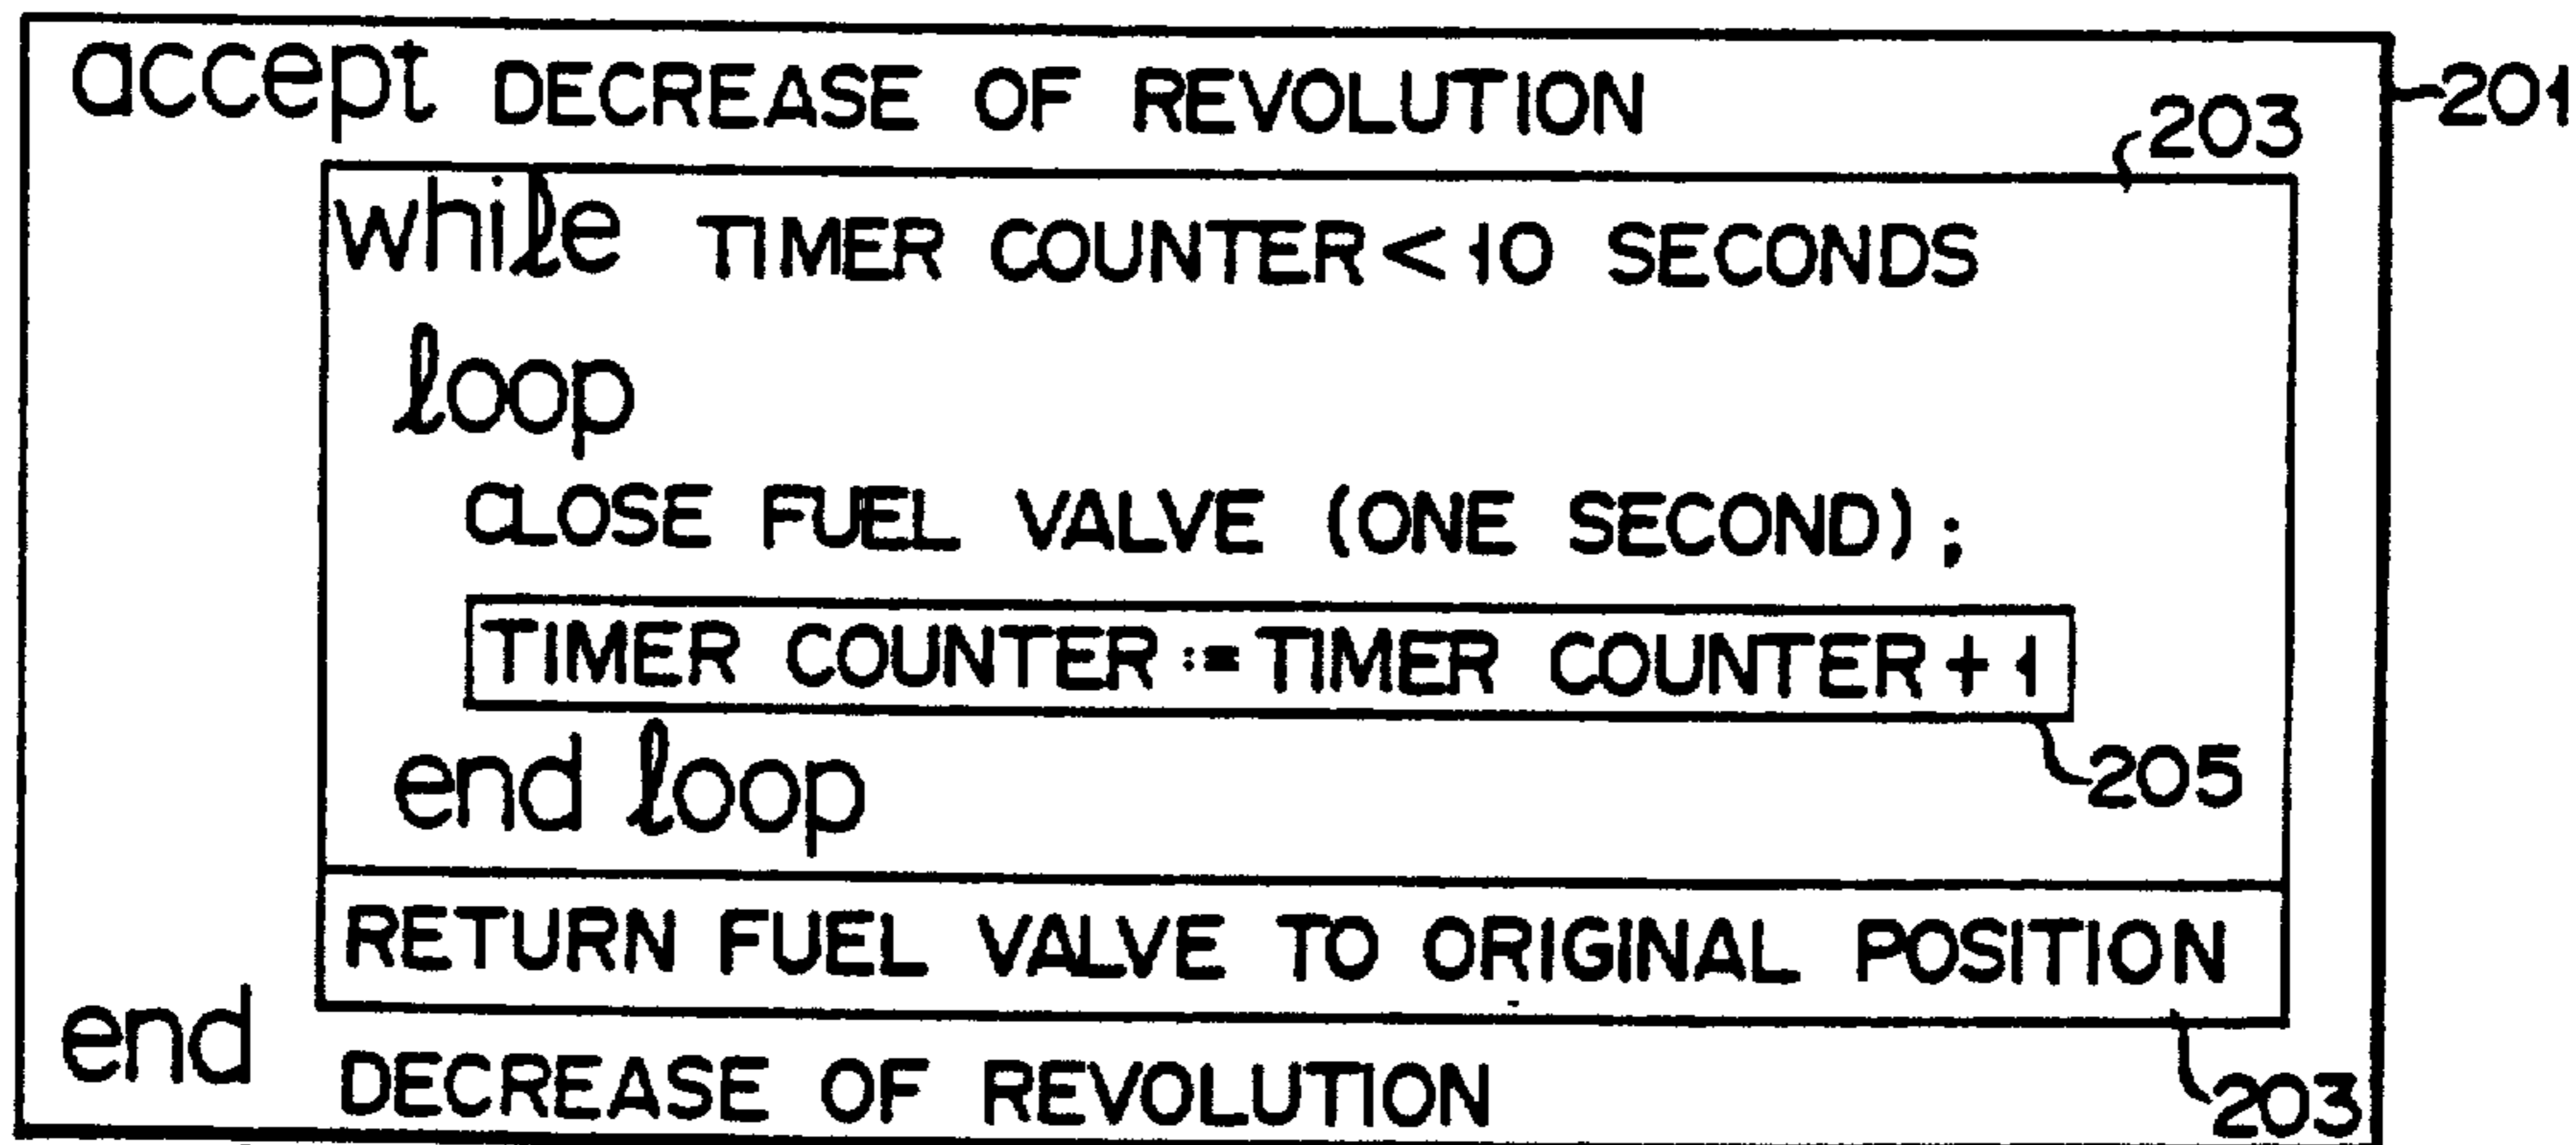 accept DECREASE OF REVOLUTION
201
203
while TIMER COUNTER < 10 SECONDS
loop
CLOSE FUEL VALVE (ONE SECOND);
TIMER COUNTER := TIMER COUNTER + 1
205
end loop
RETURN FUEL VALVE TO ORIGINAL POSITION
203
end DECREASE OF REVOLUTION